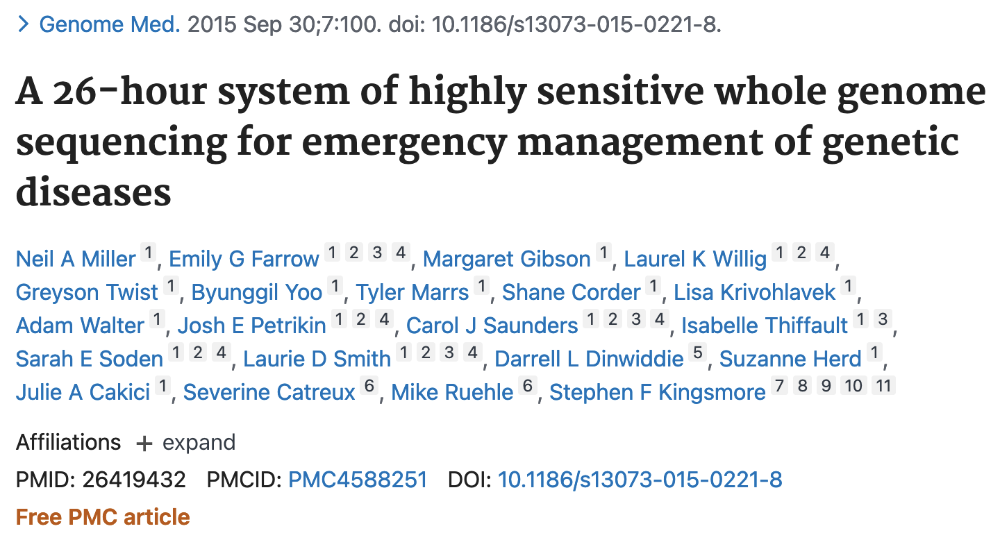 > Genome Med. 2015 Sep 30;7:100. doi: 10.1186/s13073-015-0221-8.
A 26-hour system of highly sensitive whole genome
sequencing for emergency management of genetic
diseases
Neil A Miller 1, Emily G Farrow 1 2 3 4, Margaret Gibson 1, Laurel K Willig 1 2 4,
Greyson Twist 1, Byunggil Yoo 1, Tyler Marrs 1, Shane Corder 1, Lisa Krivohlavek 1,
Adam Walter 1, Josh E Petrikin 1 2 4, Carol J Saunders 1 2 3 4, Isabelle Thiffault 1 3,
Sarah E Soden 1 2 4, Laurie D Smith 1 2 3 4, Darrell L Dinwiddie 5, Suzanne Herd 1,
Julie A Cakici 1, Severine Catreux 6, Mike Ruehle 6, Stephen F Kingsmore 7 8 9 10 11
Affiliations + expand
PMID: 26419432 PMCID: PMC4588251 DOI: 10.1186/s13073-015-0221-8
Free PMC article